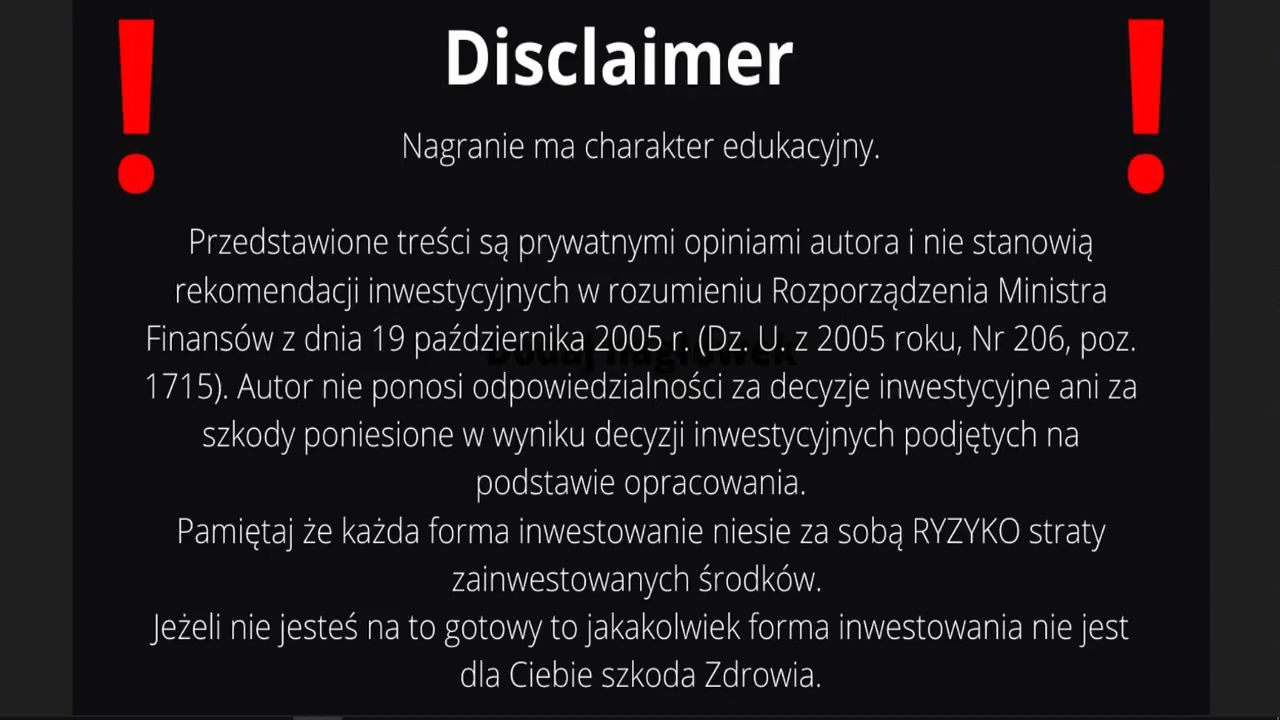 Disclaimer
Nagranie ma charakter edukacyjny.
Przedstawione treści są prywatnymi opiniami autora i nie stanowią
rekomendacji inwestycyjnych w rozumieniu Rozporządzenia Ministra
Finansów z dnia 19 października 2005 r. (Dz. U. z 2005 roku, Nr 206, poz.
1715). Autor nie ponosi odpowiedzialności za decyzje inwestycyjne ani za
szkody poniesione w wyniku decyzji inwestycyjnych podjętych na
podstawie opracowania.
Pamiętaj że każda forma inwestowanie niesie za sobą RYZYKO straty
zainwestowanych środków.
Jeżeli nie jesteś na to gotowy to jakakolwiek forma inwestowania nie jest
dla Ciebie szkoda Zdrowia.